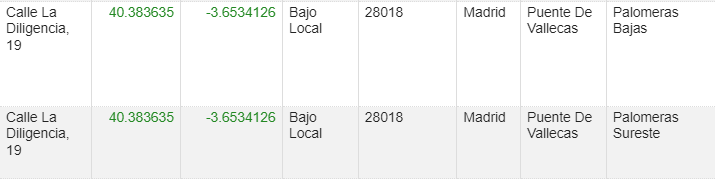 Calle La Diligencia, 19 40.383635 -3.6534126 Bajo Local 28018 Madrid Puente De Vallecas Palomeras Bajas
Calle La Diligencia, 19 40.383635 -3.6534126 Bajo Local 28018 Madrid Puente De Vallecas Palomeras Sureste